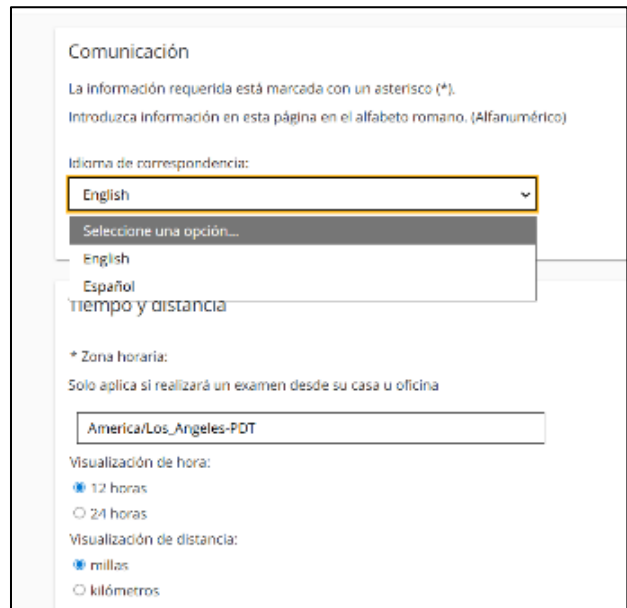 Comunicación
La información requerida está marcada con un asterisco (*).
Introduzca información en esta página en el alfabeto romano. (Alfanumérico)
Idioma de correspondencia:
English
Seleccione una opción...
English
Español
Tiempo y distancia
* Zona horaria:
Solo aplica si realizará un examen desde su casa u oficina
America/Los_Angeles-PDT
Visualización de hora:
12 horas
24 horas
Visualización de distancia:
millas
kilómetros